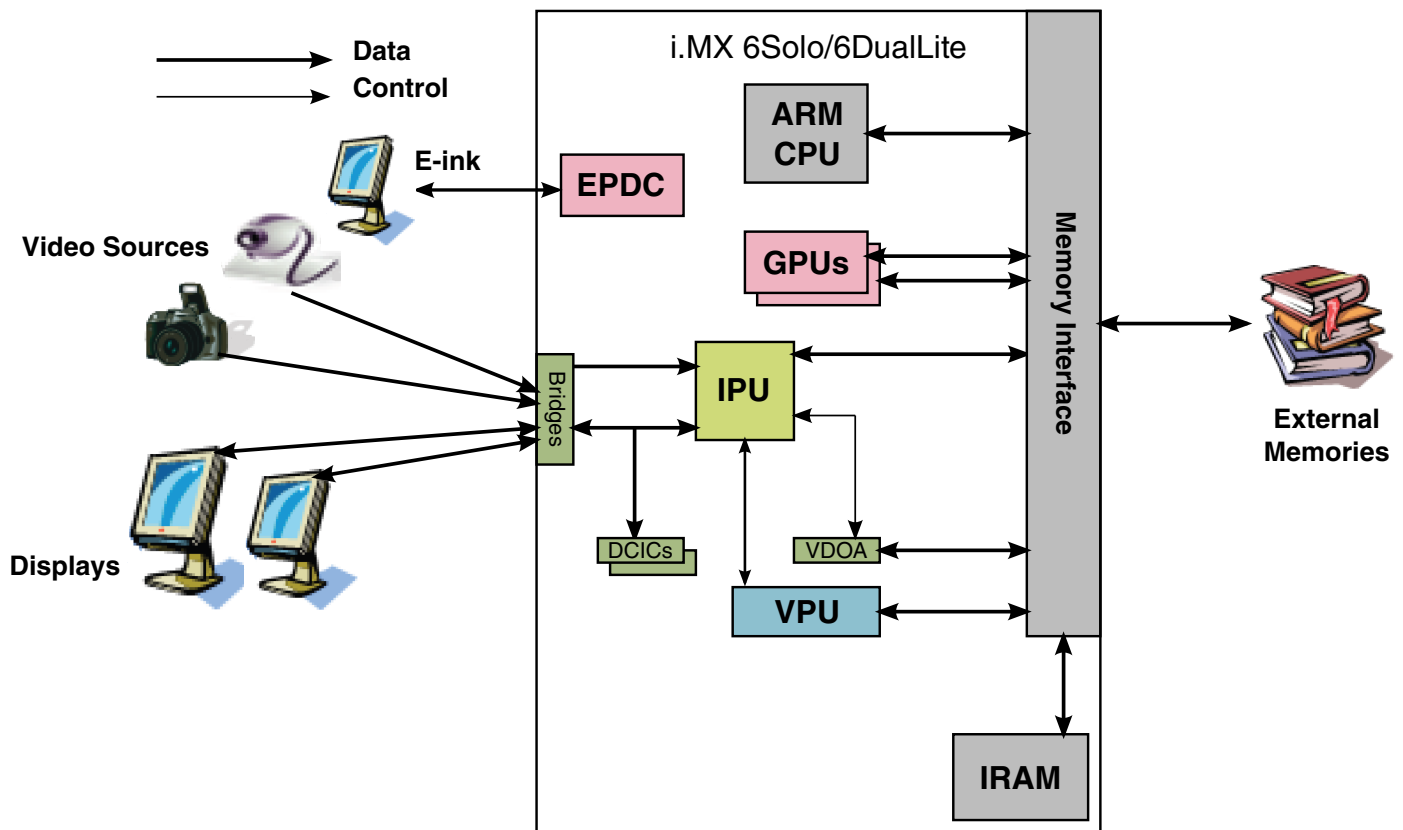 i.MX 6Solo/6DualLite
Data
Control
ARM
CPU
E-ink
EPDC
Video Sources
GPUs
Memory Interface
Bridges
IPU
External
Memories
DCICs
VDOA
Displays
VPU
IRAM